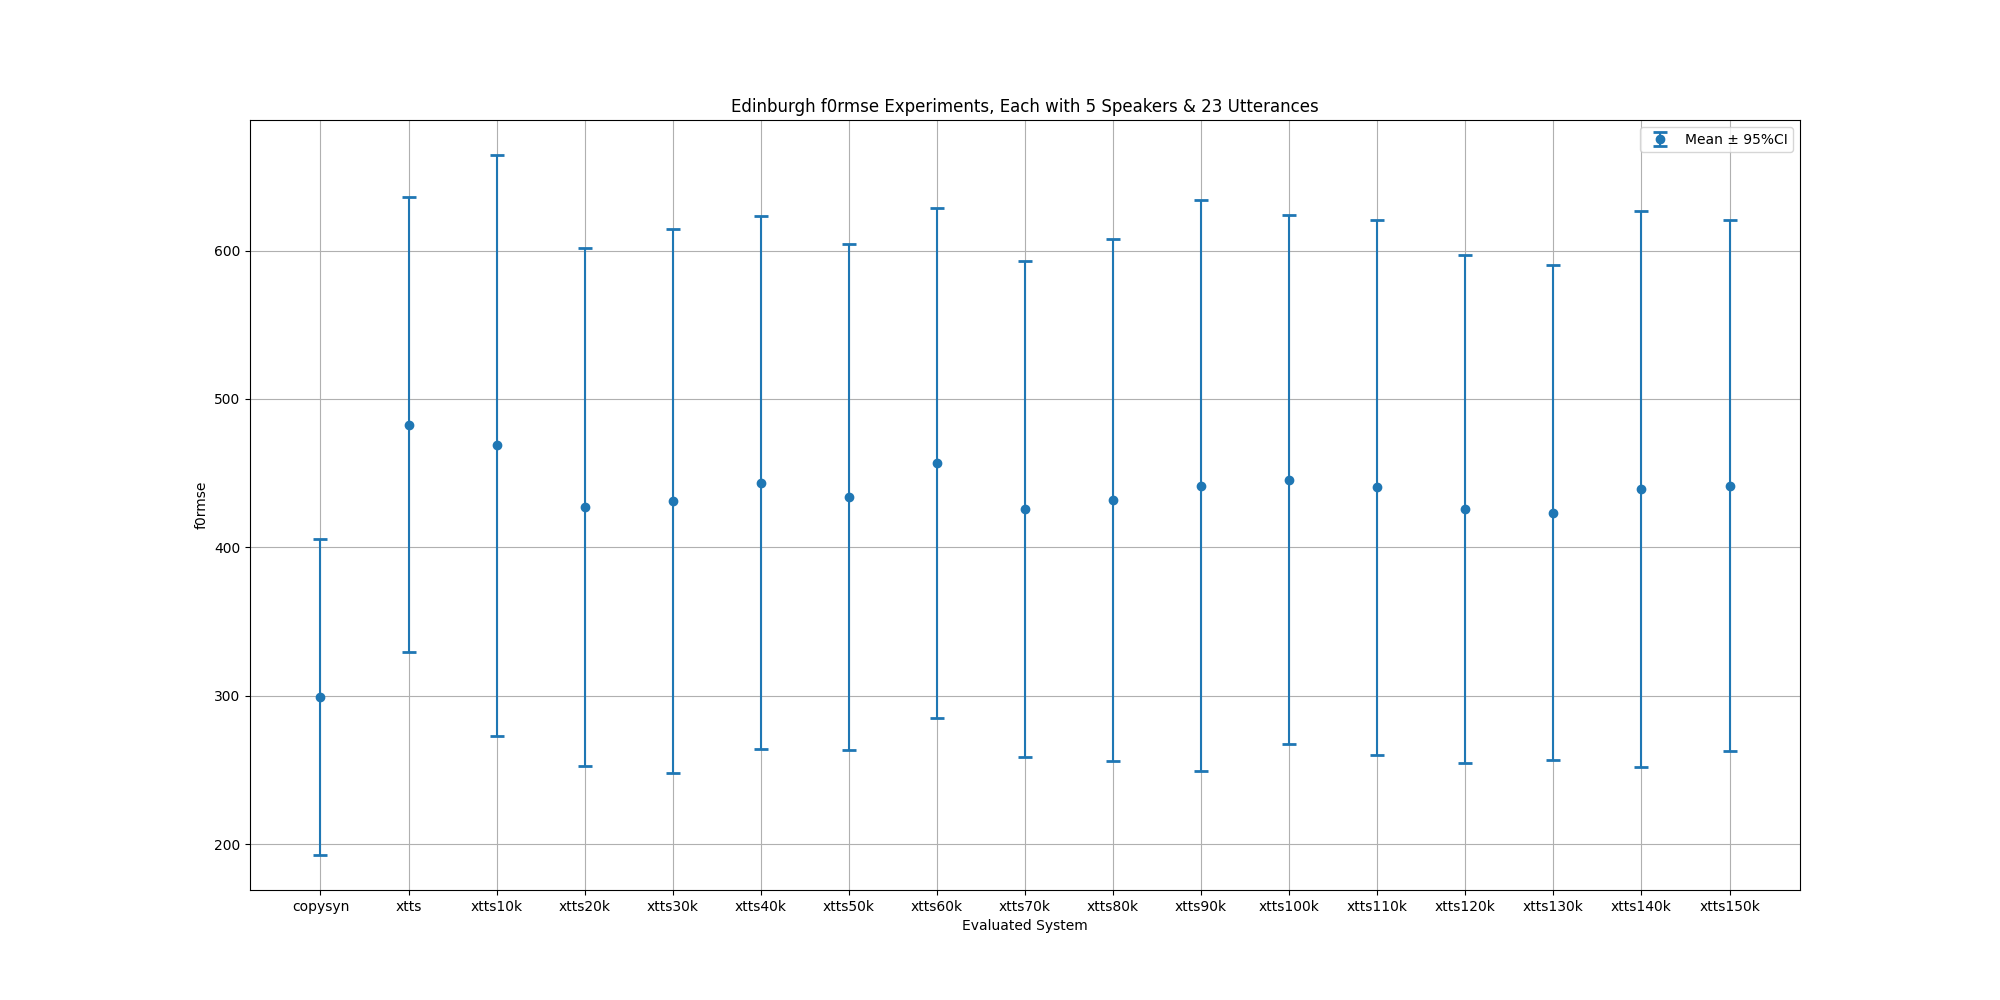 Edinburgh f0rmse Experiments, Each with 5 Speakers & 23 Utterances
Mean ± 95%CI
f0rmse
600
500
400
300
200
copysyn xtts xtts10k xtts20k xtts30k xtts40k xtts50k xtts60k xtts70k xtts80k xtts90k xtts100k xtts110k xtts120k xtts130k xtts140k xtts150k
Evaluated System